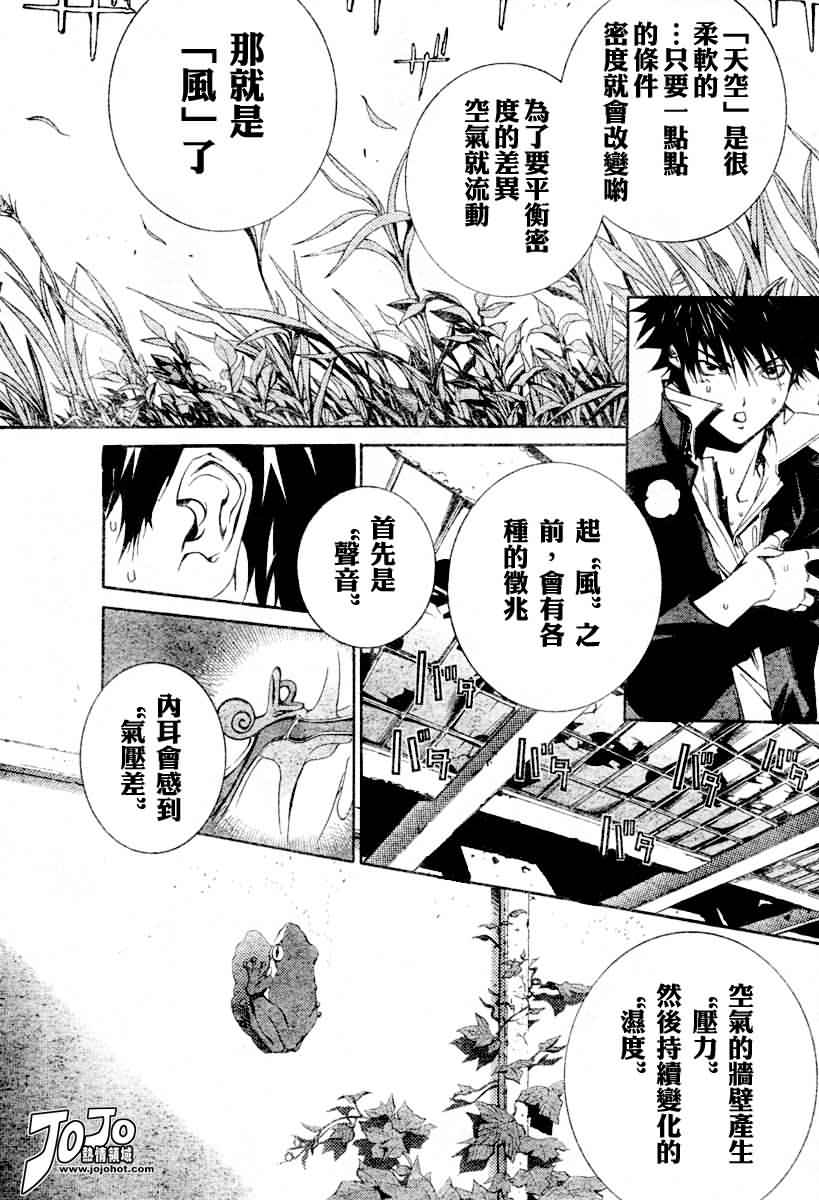 「天空」是很
柔軟的
…只要一點點
的條件
密度就會改變喲
為了要平衡密
度的差異
空氣就流動
那就是
「風」了
起“風”之
前，會有各
種的徵兆
首先是
“聲音”
バタ
バタ
バタ
バタ
バタ
バタ
內耳會感到
“氣壓差”
空氣的牆壁產生
“壓力”
然後持續變化的
“濕度”
JOJO
熱情領域
www.jojohot.com